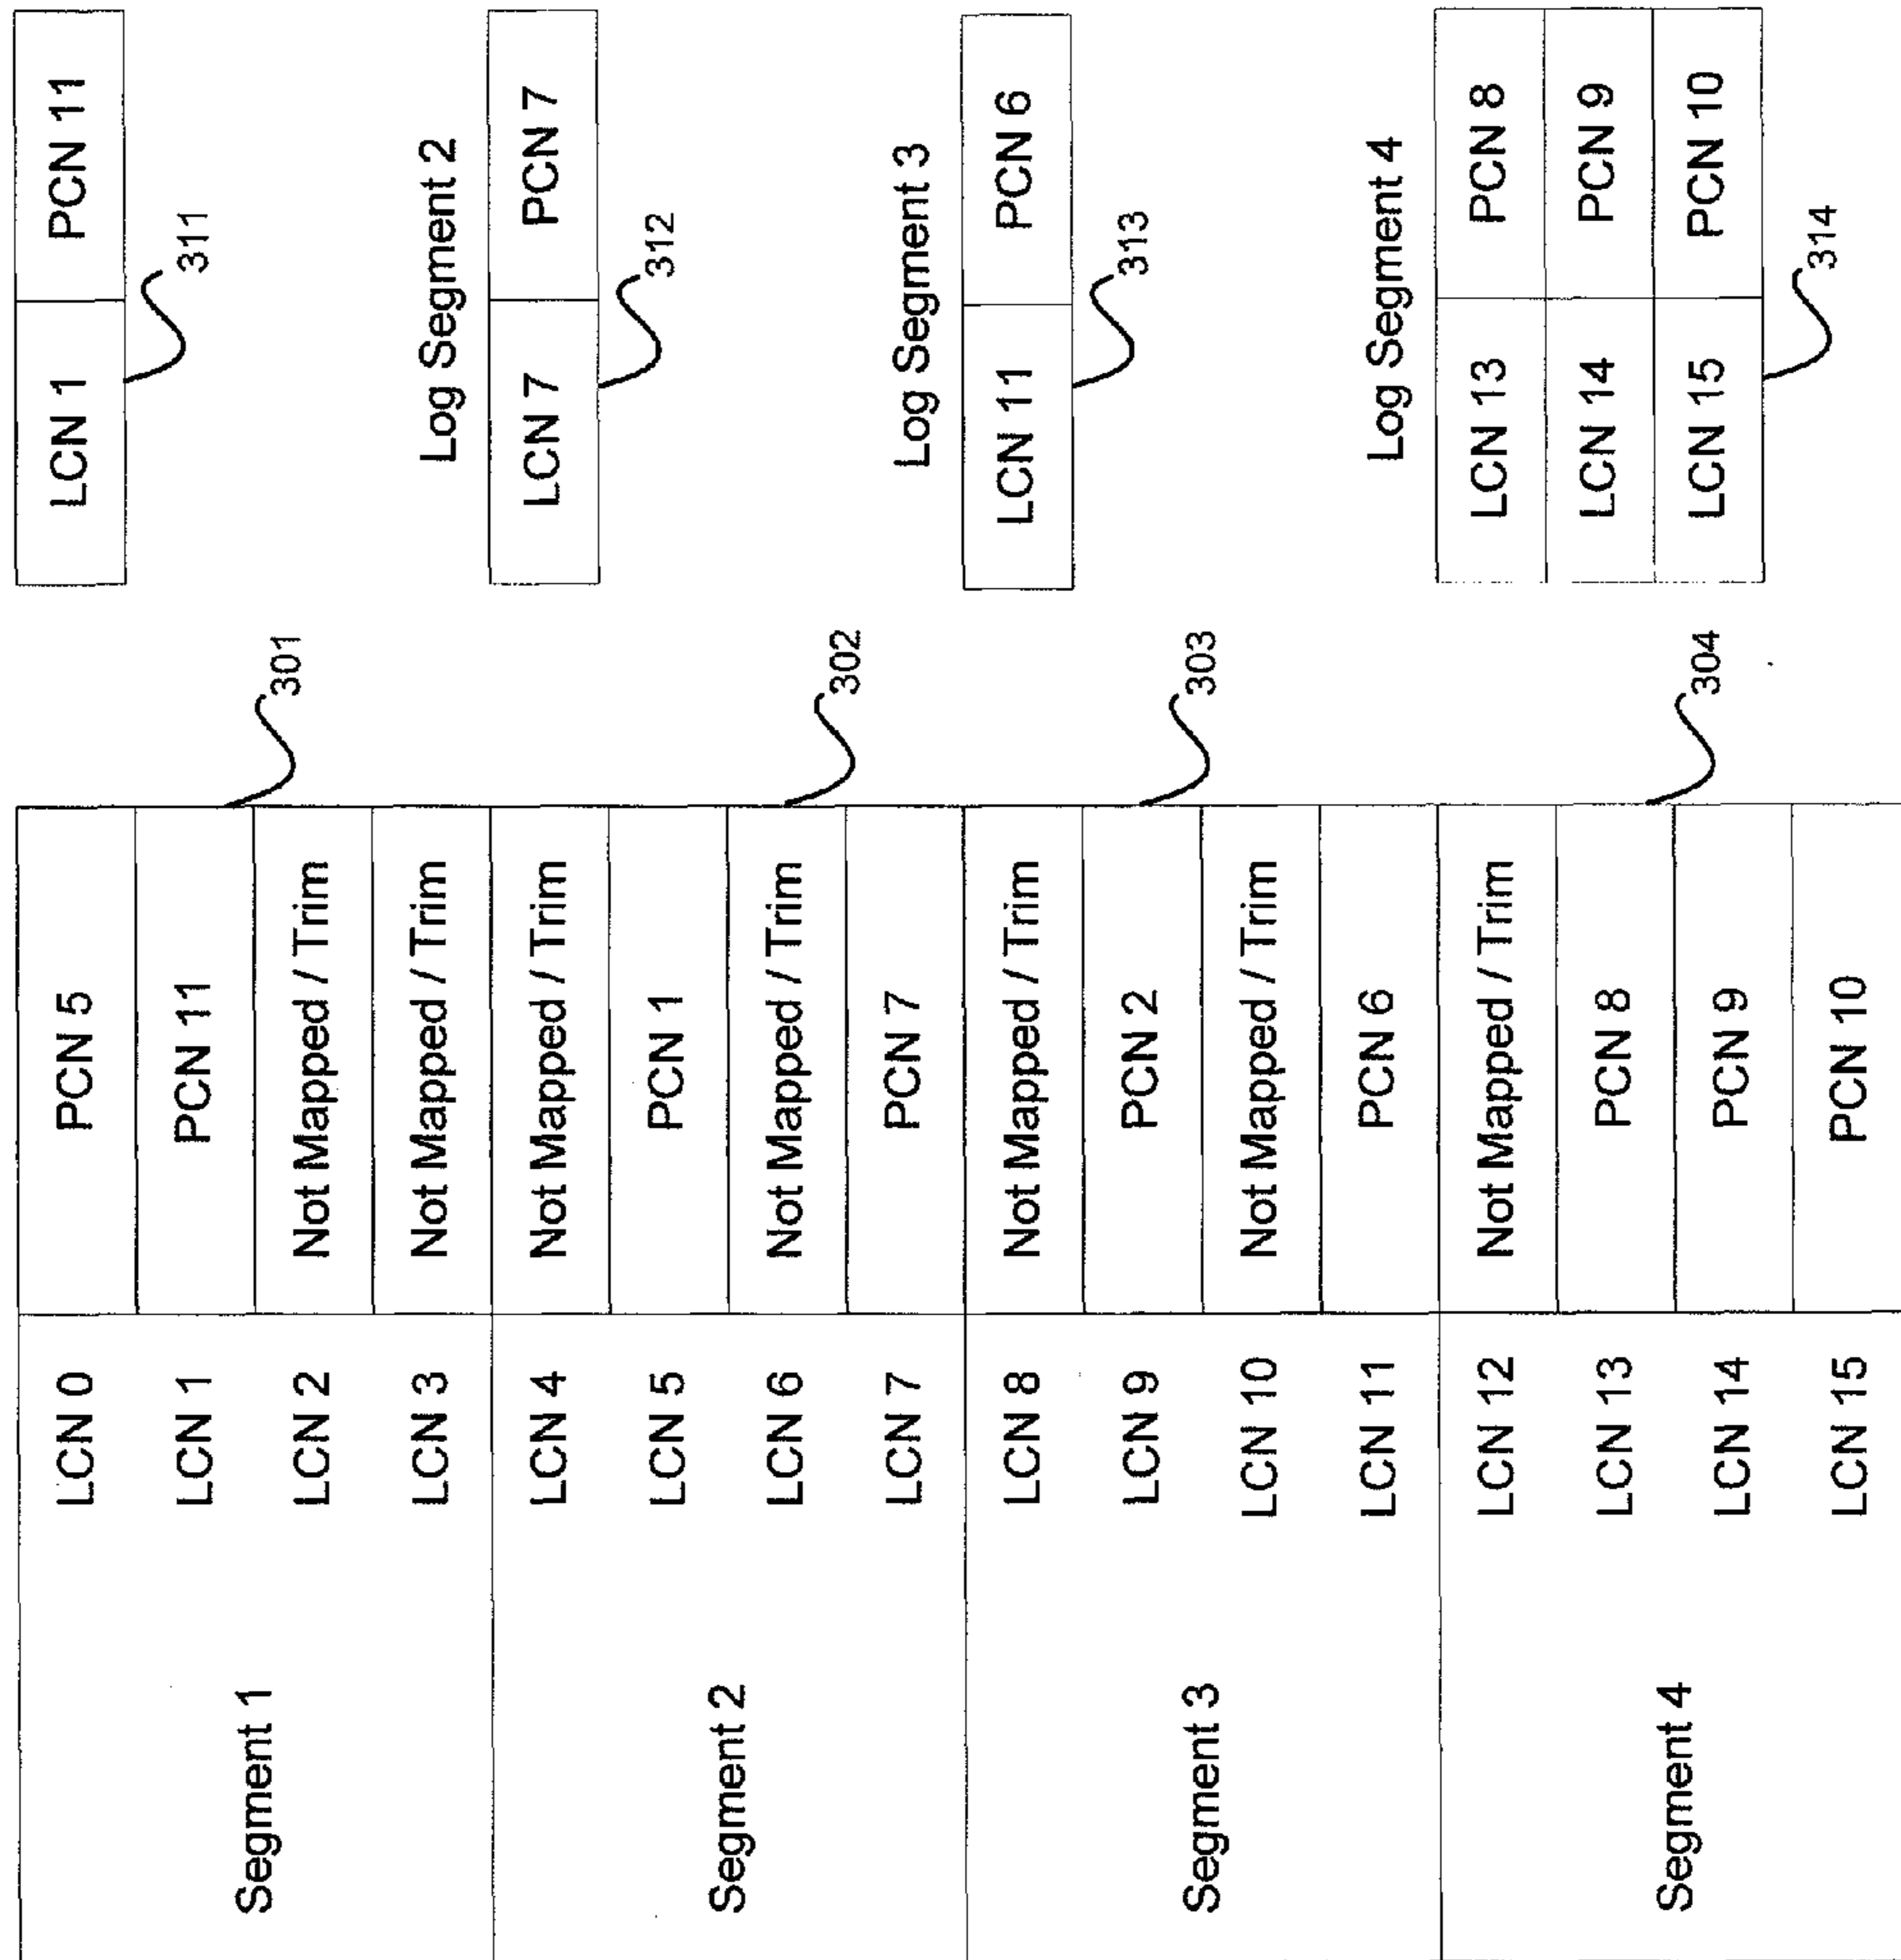 Segment 1
LCN 0 PCN 5
LCN 1 PCN 11
LCN 2 Not Mapped / Trim
LCN 3 Not Mapped / Trim
301
Segment 2
LCN 4 Not Mapped / Trim
LCN 5 PCN 1
LCN 6 Not Mapped / Trim
LCN 7 PCN 7
302
Segment 3
LCN 8 Not Mapped / Trim
LCN 9 PCN 2
LCN 10 Not Mapped / Trim
LCN 11 PCN 6
303
Segment 4
LCN 12 Not Mapped / Trim
LCN 13 PCN 8
LCN 14 PCN 9
LCN 15 PCN 10
304
LCN 1 PCN 11
311
Log Segment 2
LCN 7 PCN 7
312
Log Segment 3
LCN 11 PCN 6
313
Log Segment 4
LCN 13 PCN 8
LCN 14 PCN 9
LCN 15 PCN 10
314